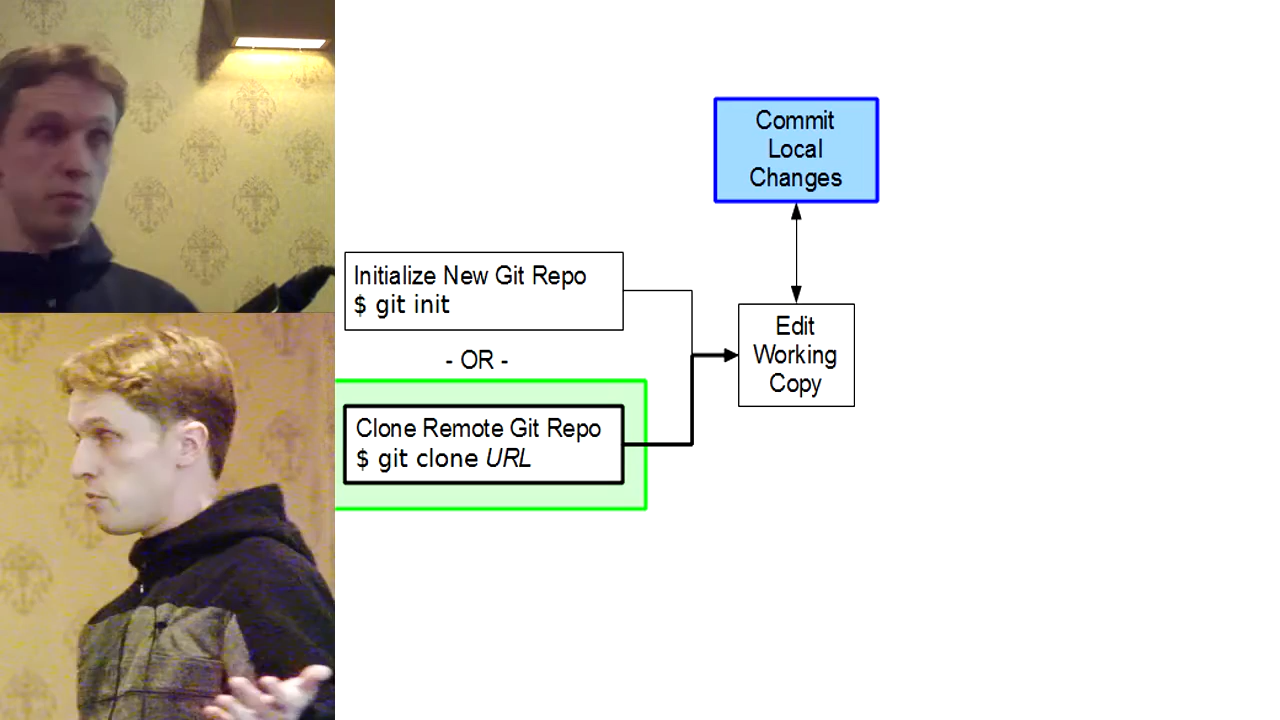 Commit
Local
Changes
Initialize New Git Repo
$ git init
- OR -
Clone Remote Git Repo
$ git clone URL
Edit
Working
Copy